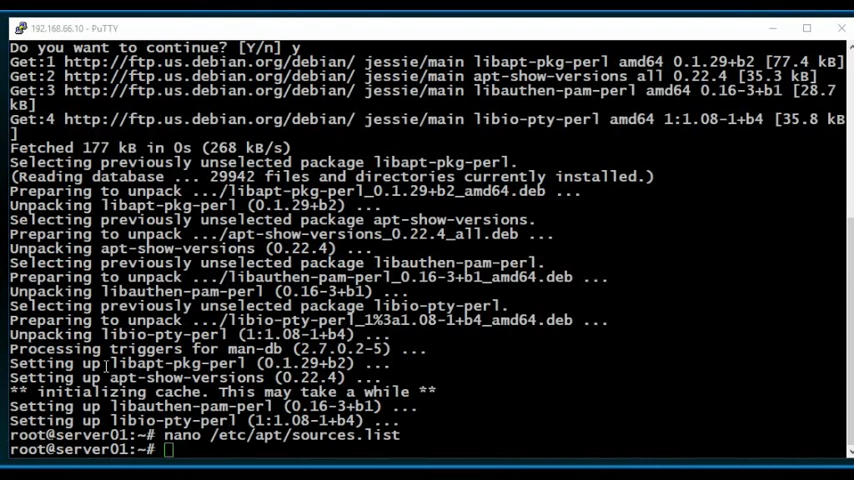 192.168.66.10 - PuTTY
Do you want to continue? [Y/n] y
Get:1 http://ftp.us.debian.org/debian/ jessie/main libapt-pkg-perl amd64 0.1.29+b2 [77.4 kB]
Get:2 http://ftp.us.debian.org/debian/ jessie/main apt-show-versions all 0.22.4 [35.3 kB]
Get:3 http://ftp.us.debian.org/debian/ jessie/main libauthen-pam-perl amd64 0.16-3+b1 [28.7
kB]
Get:4 http://ftp.us.debian.org/debian/ jessie/main libio-pty-perl amd64 1:1.08-1+b4 [35.8 kB
]
Fetched 177 kB in 0s (268 kB/s)
Selecting previously unselected package libapt-pkg-perl.
(Reading database ... 29942 files and directories currently installed.)
Preparing to unpack .../libapt-pkg-perl_0.1.29+b2_amd64.deb ...
Unpacking libapt-pkg-perl (0.1.29+b2) ...
Selecting previously unselected package apt-show-versions.
Preparing to unpack .../apt-show-versions_0.22.4_all.deb ...
Unpacking apt-show-versions (0.22.4) ...
Selecting previously unselected package libauthen-pam-perl.
Preparing to unpack .../libauthen-pam-perl_0.16-3+b1_amd64.deb ...
Unpacking libauthen-pam-perl (0.16-3+b1) ...
Selecting previously unselected package libio-pty-perl.
Preparing to unpack .../libio-pty-perl_1%3a1.08-1+b4_amd64.deb ...
Unpacking libio-pty-perl (1:1.08-1+b4) ...
Processing triggers for man-db (2.7.0.2-5) ...
Setting up libapt-pkg-perl (0.1.29+b2) ...
Setting up apt-show-versions (0.22.4) ...
** initializing cache. This may take a while **
Setting up libauthen-pam-perl (0.16-3+b1) ...
Setting up libio-pty-perl (1:1.08-1+b4) ...
root@server01:~# nano /etc/apt/sources.list
root@server01:~#